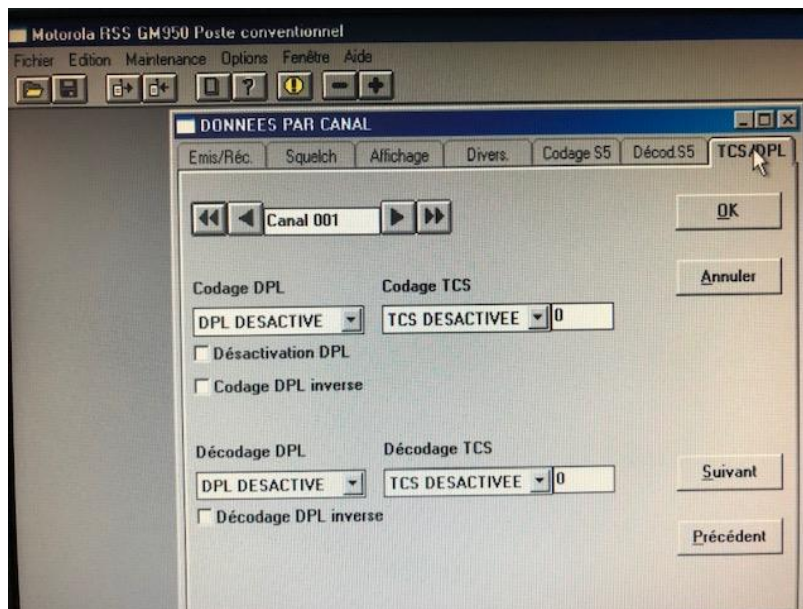 Motorola RSS GM950 Poste conventionnel
Fichier Edition Maintenance Options Fenêtre Aide
DONNEES PAR CANAL
Emis/Réc. Squelch Affichage Divers. Codage S5 Décod.S5 TCS/DPL
Canal 001
OK
Annuler
Codage DPL Codage TCS
DPL DESACTIVE TCS DESACTIVEE 0
Désactivation DPL
Codage DPL inverse
Décodage DPL Décodage TCS
DPL DESACTIVE TCS DESACTIVEE 0
Suivant
Décodage DPL inverse
Précédent